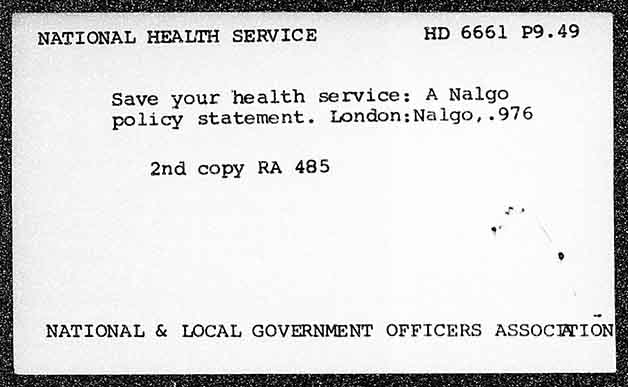 NATIONAL HEALTH SERVICE HD 6661 P9.49
Save your health service: A Nalgo
policy statement. London:Nalgo,.976
2nd copy RA 485
NATIONAL & LOCAL GOVERNMENT OFFICERS ASSOCIATION